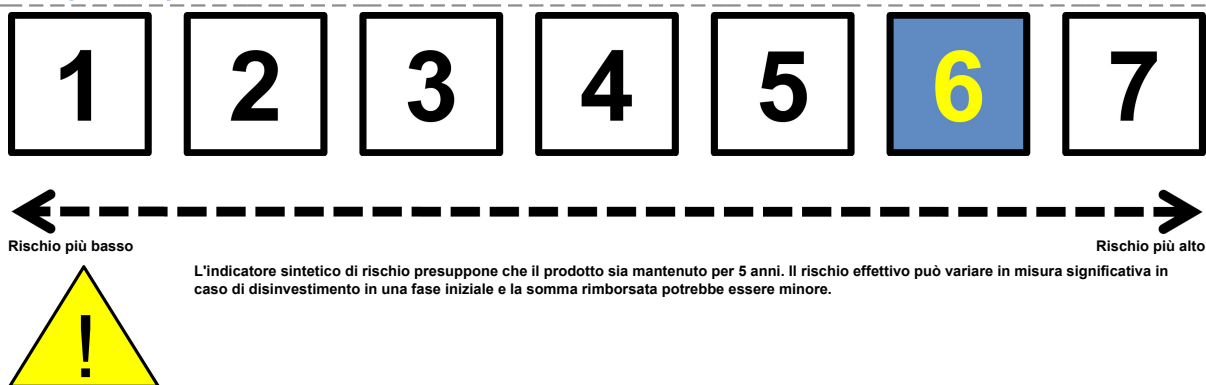 1 2 3 4 5 6 7
Rischio più basso Rischio più alto
L'indicatore sintetico di rischio presuppone che il prodotto sia mantenuto per 5 anni. Il rischio effettivo può variare in misura significativa in
caso di disinvestimento in una fase iniziale e la somma rimborsata potrebbe essere minore.
!